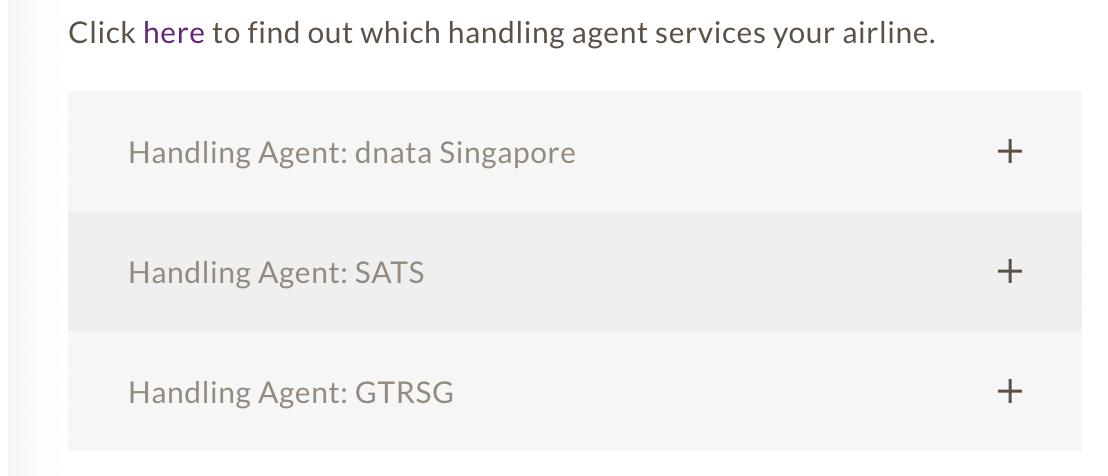 Click here to find out which handling agent services your airline.
Handling Agent: dnata Singapore
Handling Agent: SATS
Handling Agent: GTRSG